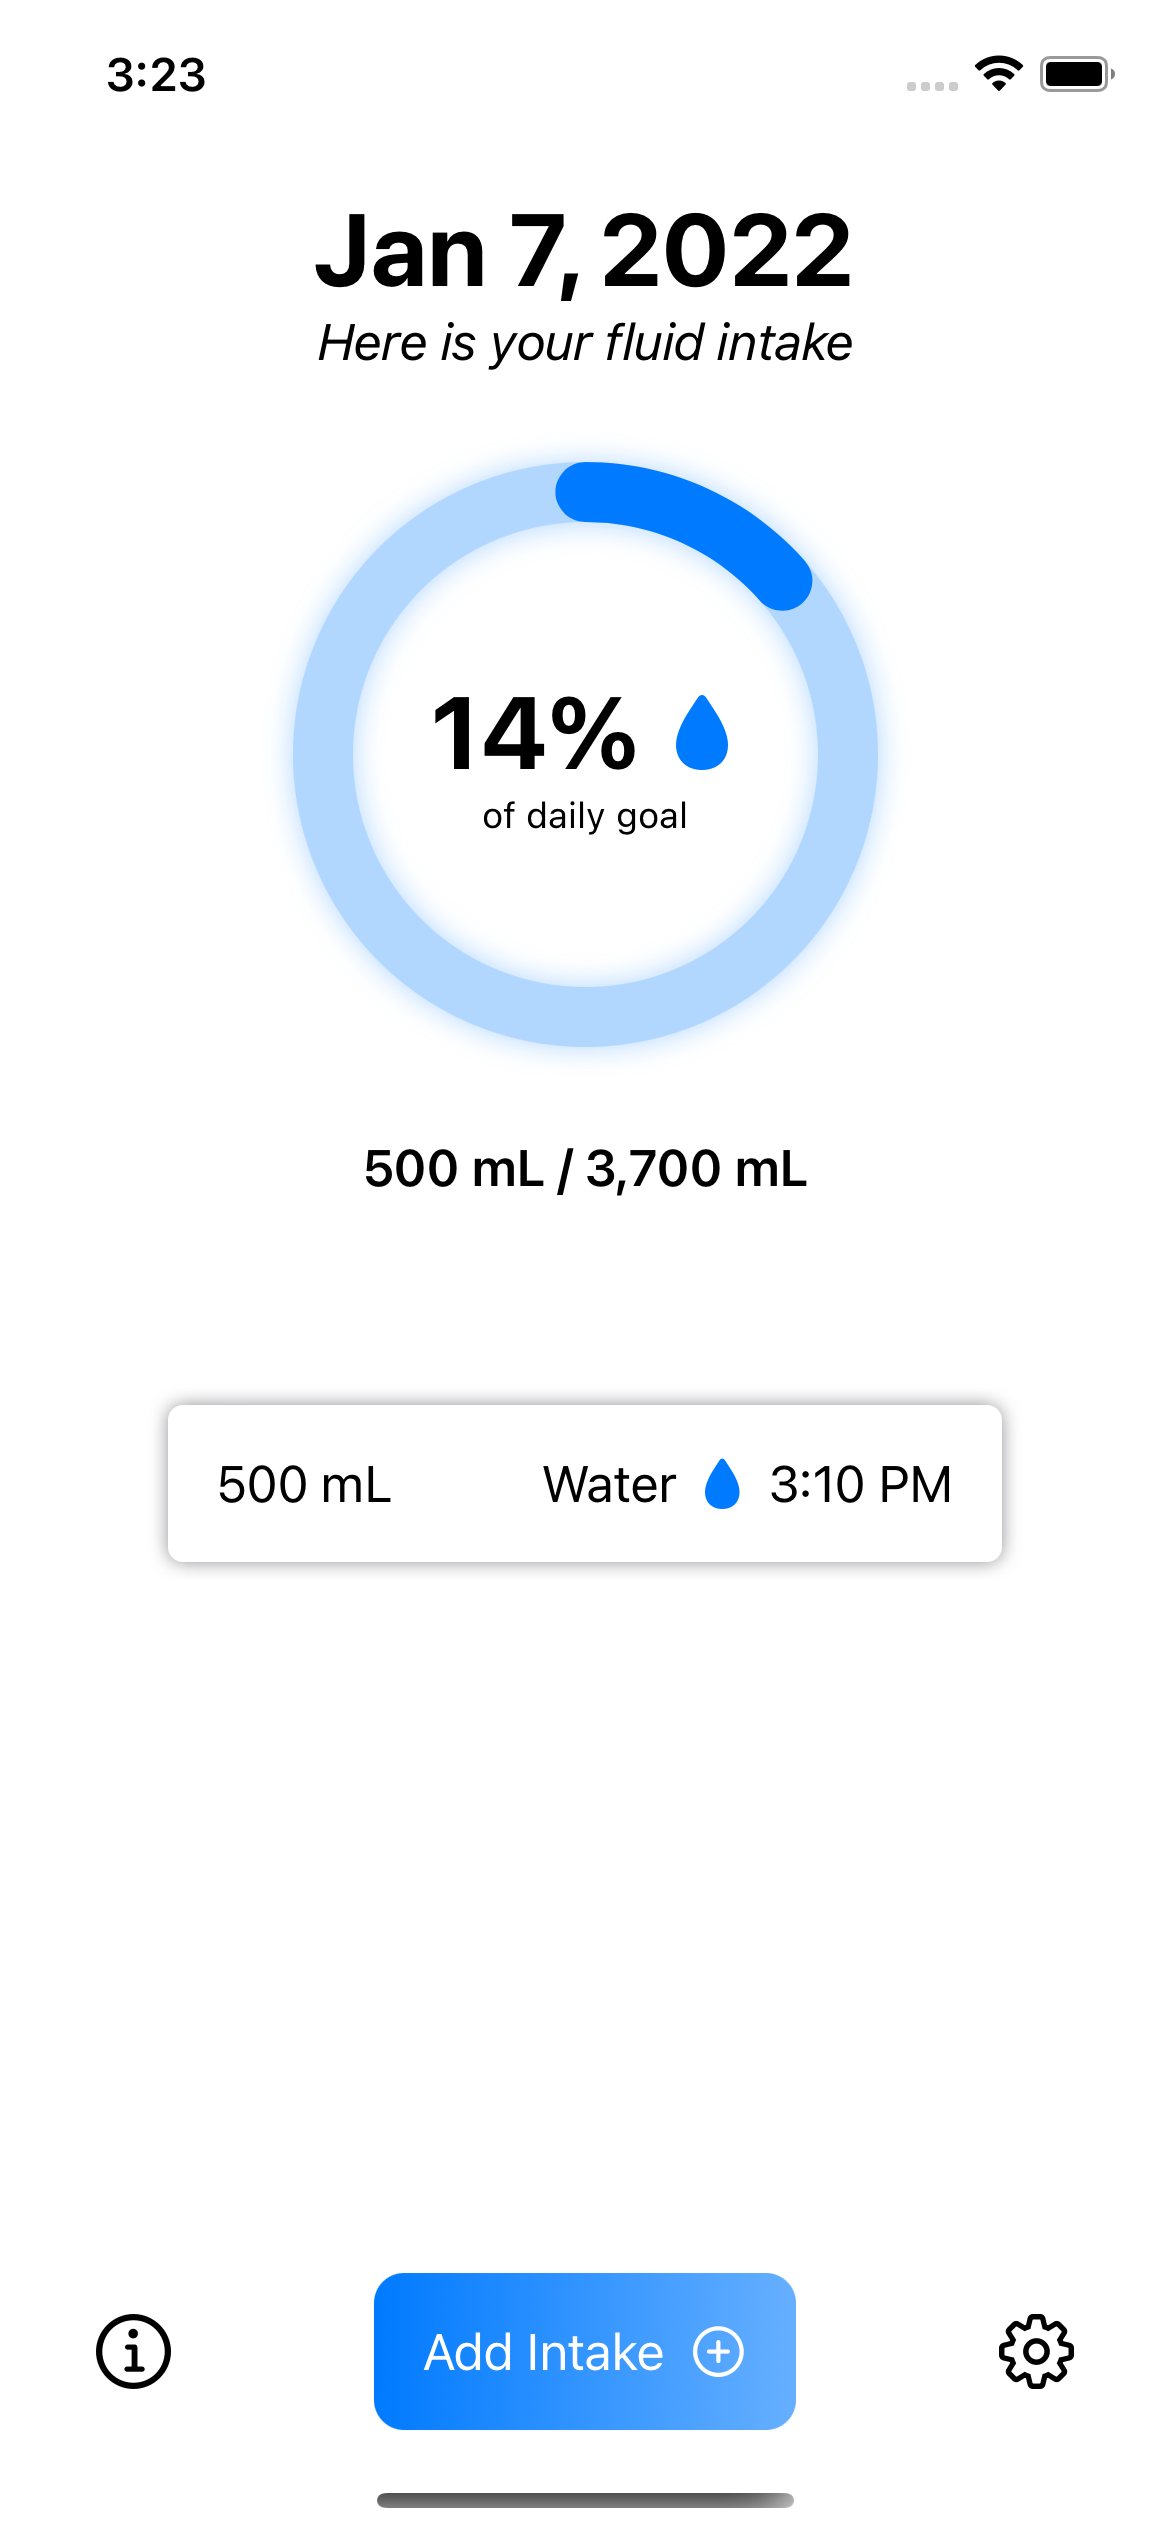 3:23
Jan 7, 2022
Here is your fluid intake
14%
of daily goal
500 mL / 3,700 mL
500 mL Water 3:10 PM
Add Intake